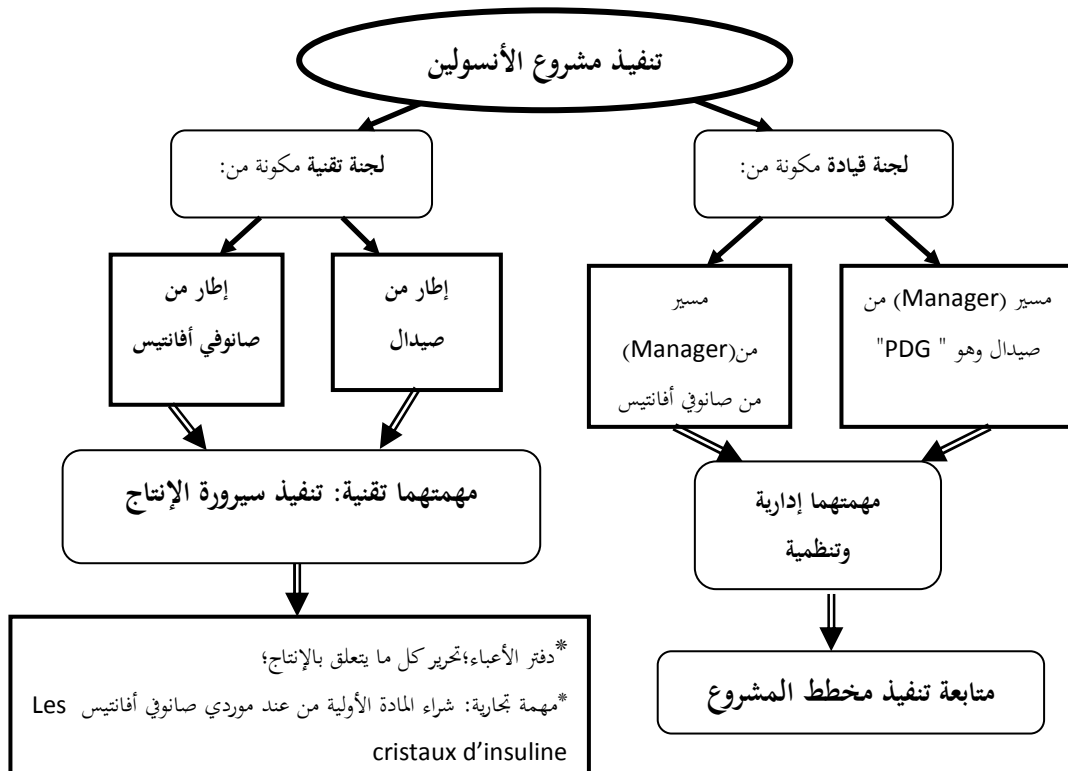 تنفيذ مشروع الأنسولين
لجنة قيادة مكونة من:
لجنة تقنية مكونة من:
مسير (Manager) من
صيدال وهو " PDG"
مسير
من(Manager)
من صانوفي أفانتيس
إطار من
صيدال
إطار من
صانوفي أفانتيس
مهمتهما إدارية
وتنظمية
مهمتهما تقنية: تنفيذ سيرورة الإنتاج
متابعة تنفيذ مخطط المشروع
*دفتر الأعباء؛تحرير كل ما يتعلق بالإنتاج؛
*مهمة تجارية: شراء المادة الأولية من عند موردي صانوفي أفانتيس Les
cristaux d’insuline